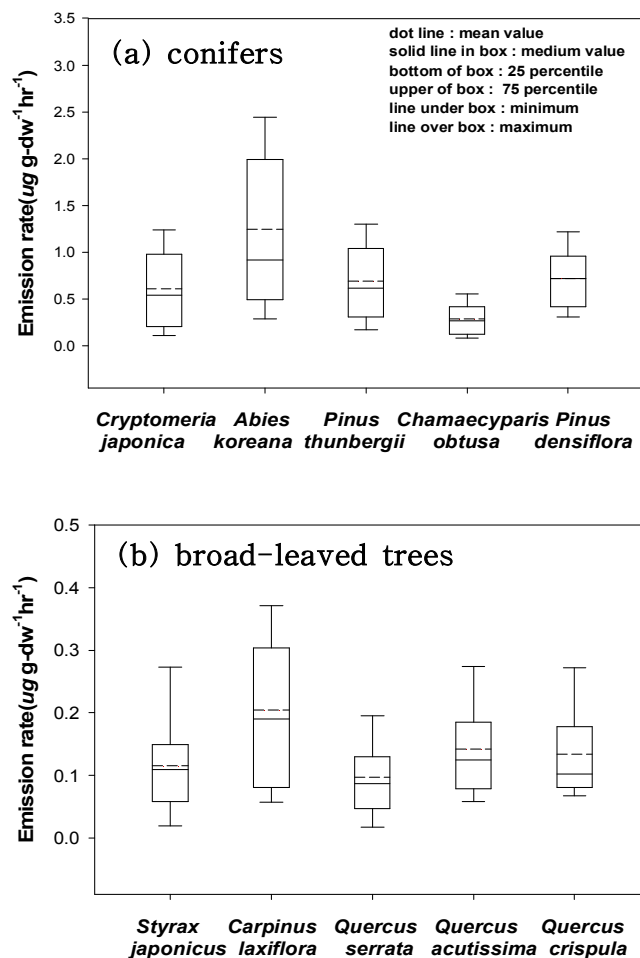 (a) conifers
dot line : mean value
solid line in box : medium value
bottom of box : 25 percentile
upper of box : 75 percentile
line under box : minimum
line over box : maximum
Emission rate(ug g-dw⁻¹hr⁻¹)
3.5
3.0
2.5
2.0
1.5
1.0
0.5
0.0
Cryptomeria japonica
Abies koreana
Pinus thunbergii
Chamaecyparis obtusa
Pinus densiflora
(b) broad-leaved trees
Emission rate(ug g-dw⁻¹hr⁻¹)
0.5
0.4
0.3
0.2
0.1
0.0
Styrax japonicus
Carpinus laxiflora
Quercus serrata
Quercus acutissima
Quercus crispula